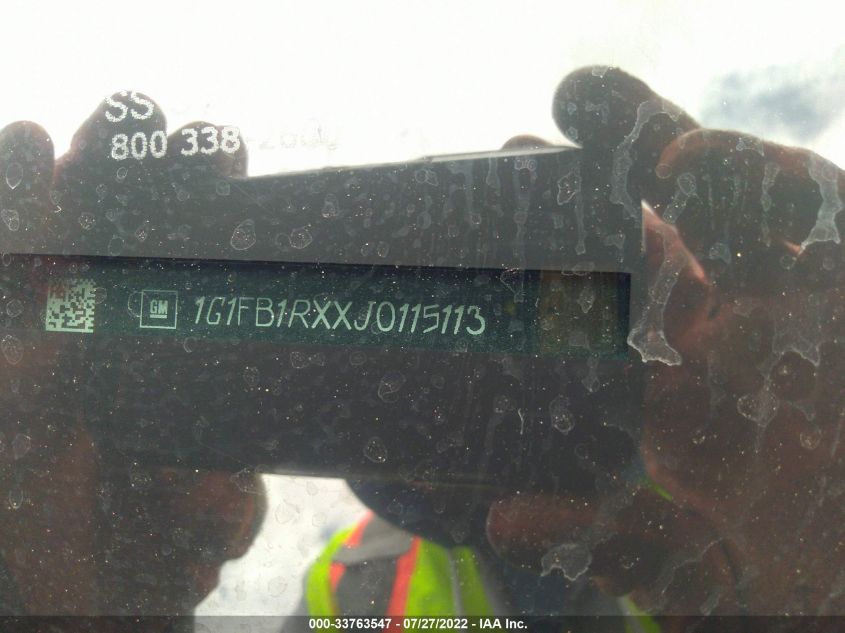 SS
800 338
GM 1G1FB1RXXJ0115113
000-33763547 - 07/27/2022 - IAA Inc.